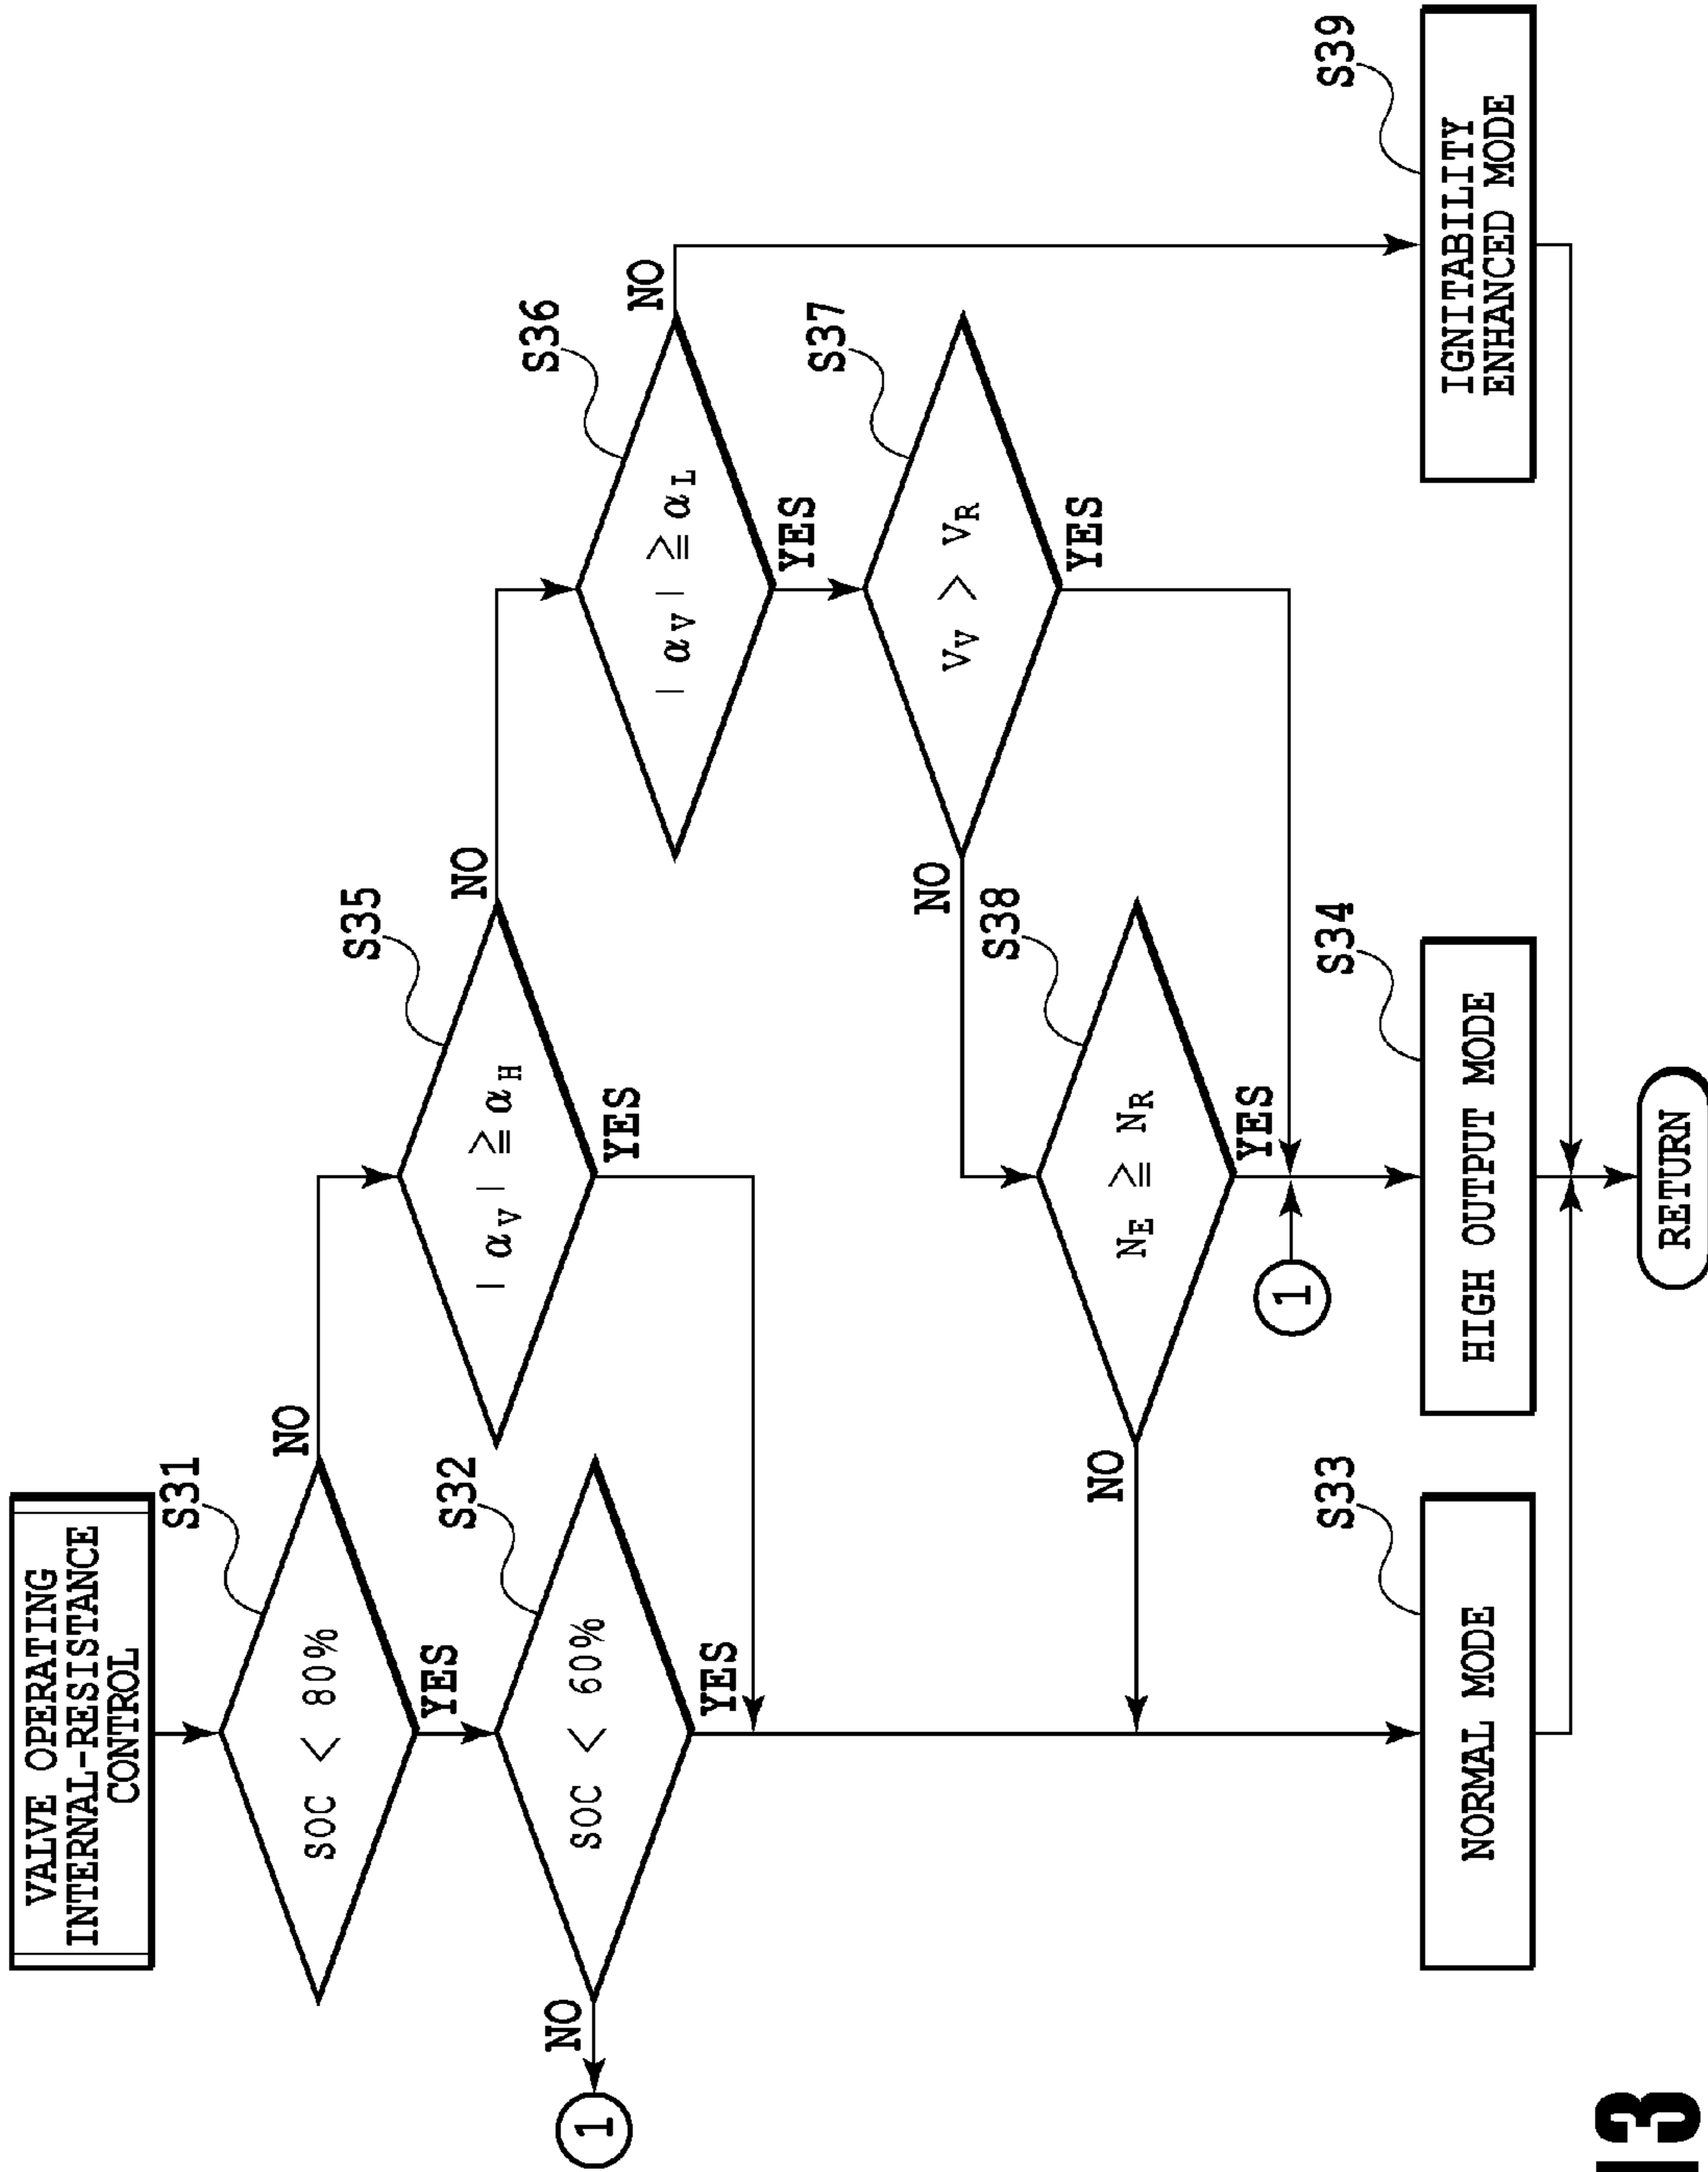 VALVE OPERATING
INTERNAL-RESISTANCE
CONTROL
S31
SOC < 80%
NO
YES
S32
SOC < 60%
NO
1
YES
S35
| αV | ≧ αH
NO
YES
S36
| αV | ≧ αL
NO
YES
S37
VV > VR
NO
YES
S38
NE ≧ NR
NO
YES
1
S33
NORMAL MODE
S34
HIGH OUTPUT MODE
S39
IGNITABILITY
ENHANCED MODE
RETURN